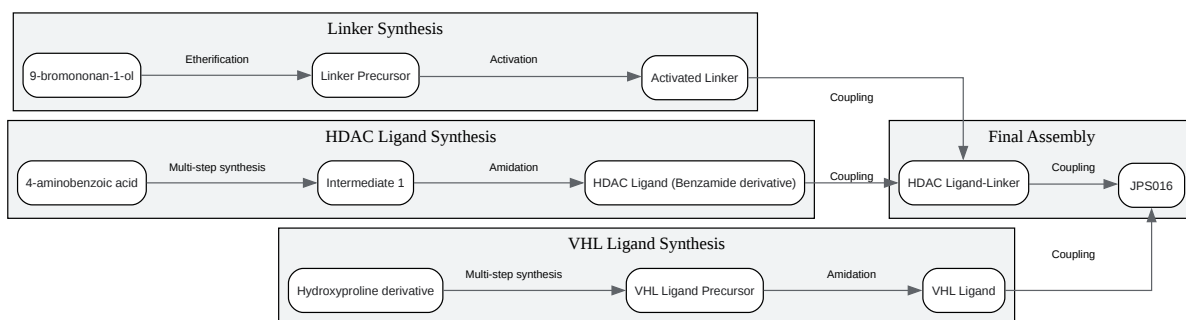 Linker Synthesis
9-bromononan-1-ol
Etherification
Linker Precursor
Activation
Activated Linker
Coupling
HDAC Ligand Synthesis
4-aminobenzoic acid
Multi-step synthesis
Intermediate 1
Amidation
HDAC Ligand (Benzamide derivative)
Coupling
Final Assembly
HDAC Ligand-Linker
Coupling
JPS016
VHL Ligand Synthesis
Hydroxyproline derivative
Multi-step synthesis
VHL Ligand Precursor
Amidation
VHL Ligand
Coupling